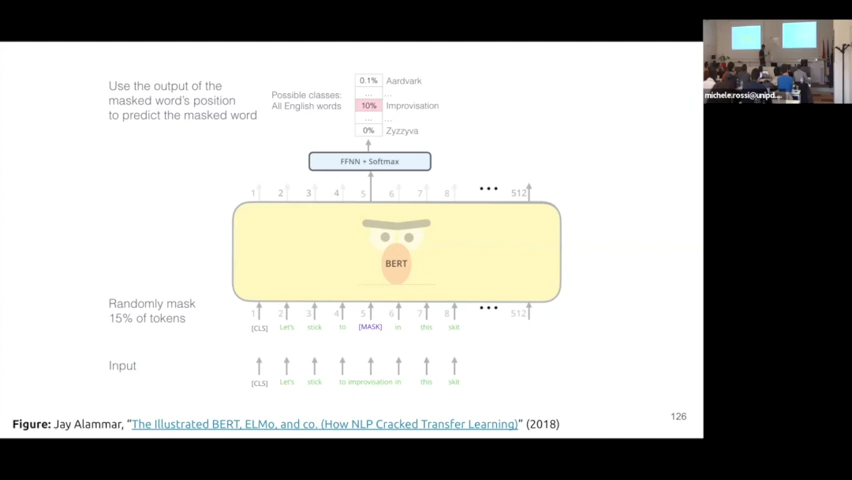 Use the output of the
masked word's position
to predict the masked word
Possible classes:
All English words
0.1% Aardvark
... ...
10% Improvisation
... ...
0% Zyzzyva
FFNN + Softmax
1 2 3 4 5 6 7 8 ••• 512
BERT
Randomly mask
15% of tokens
1 2 3 4 5 6 7 8 ••• 512
[CLS] Let's stick to [MASK] in this skit
Input
[CLS] Let's stick to improvisation in this skit
Figure: Jay Alammar, "The Illustrated BERT, ELMo, and co. (How NLP Cracked Transfer Learning)" (2018)
126
michele.rossi@unipd....